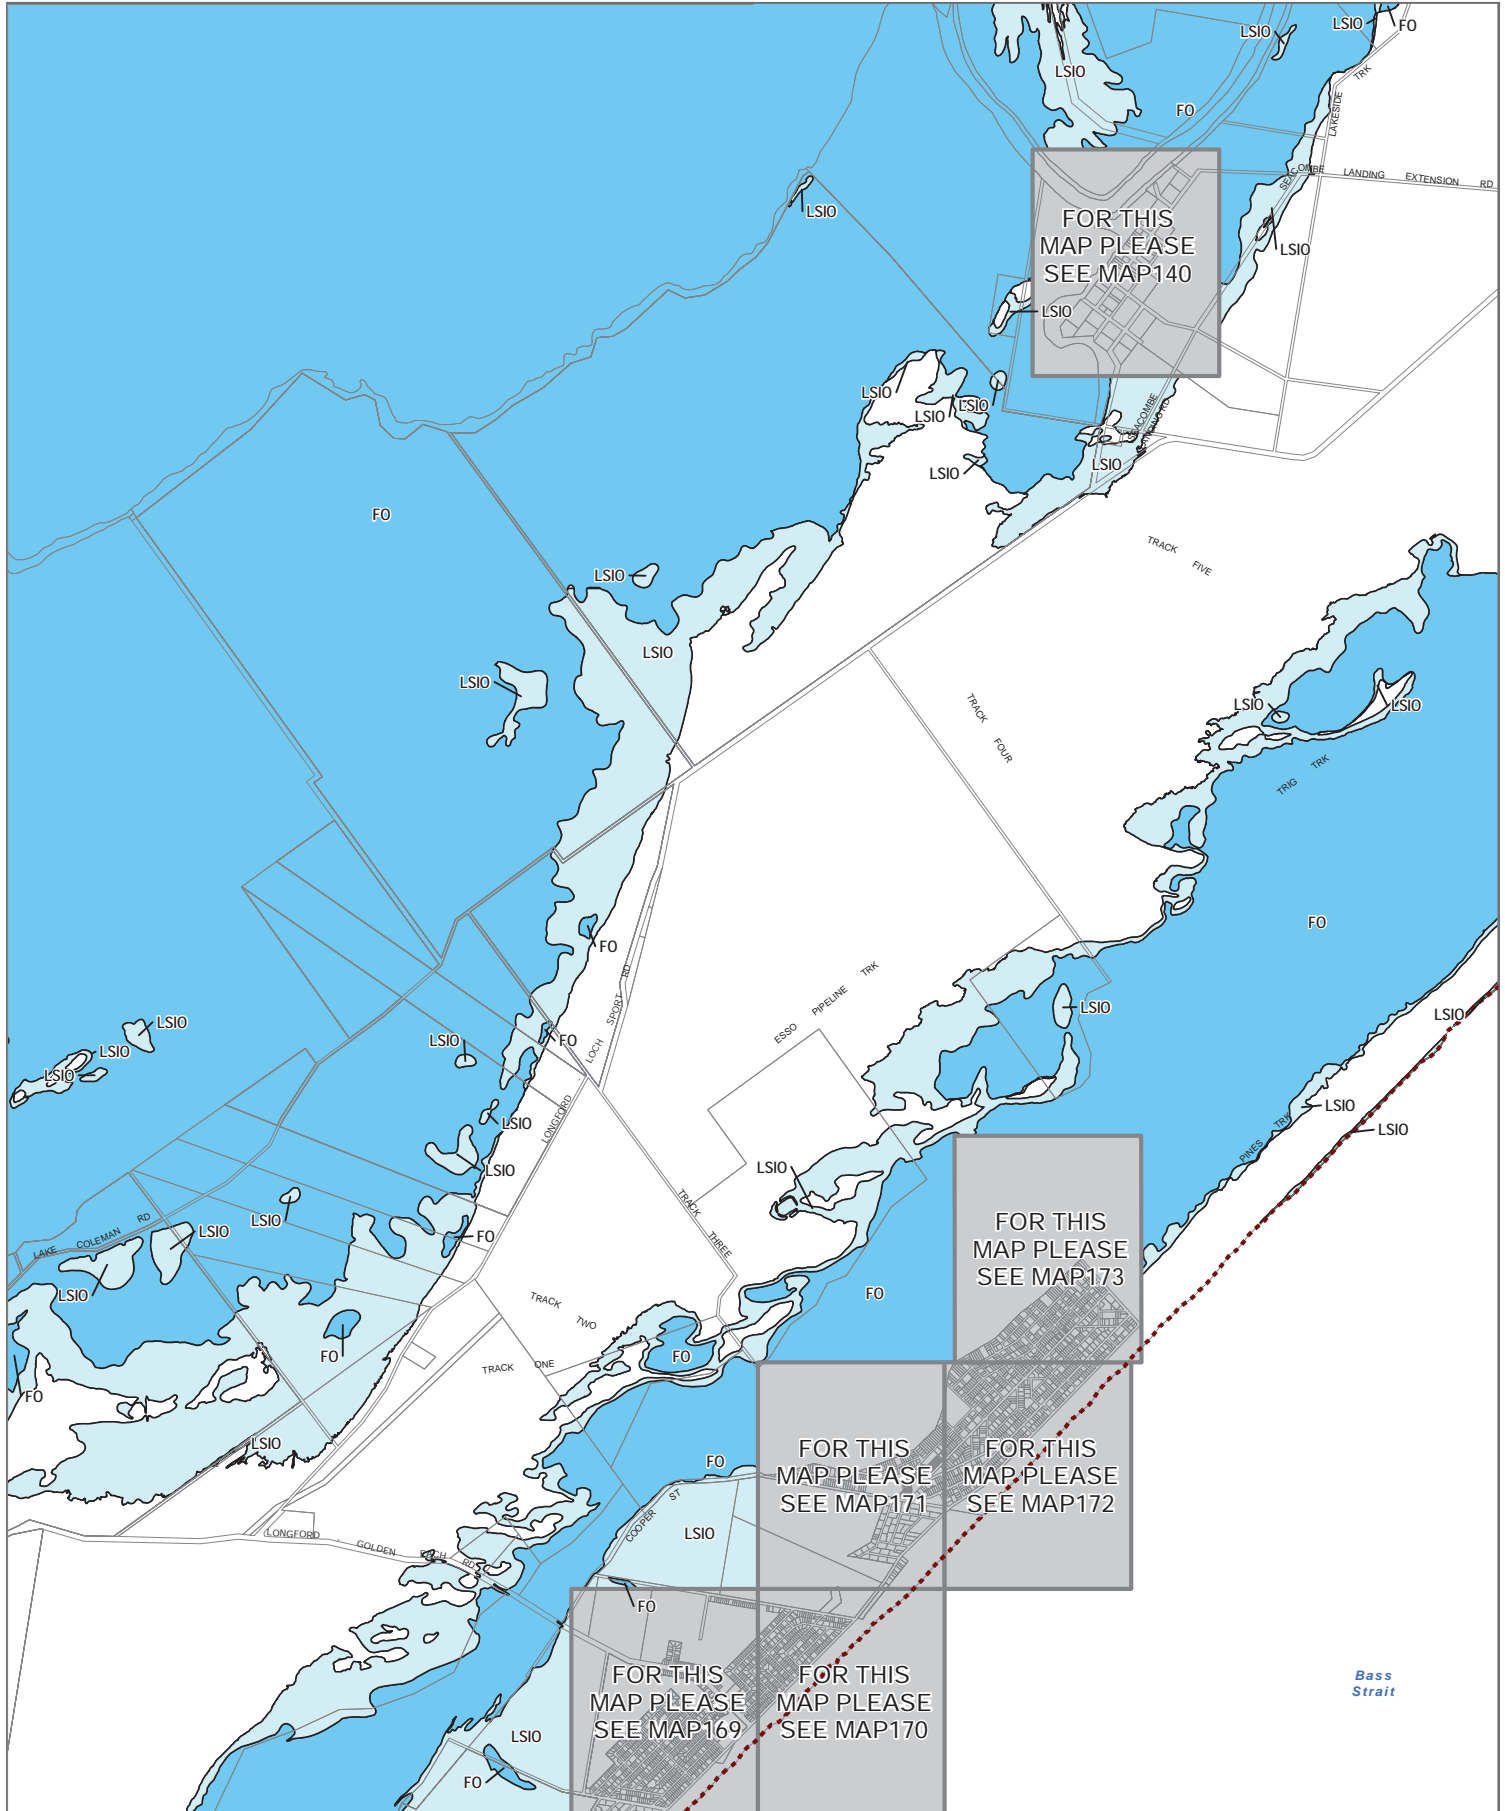 LSIO
FO
LSIO
LSIO
FO
LAKESIDE
TRK
SEACOMBE
LANDING
EXTENSION
RD
LSIO
FOR THIS
MAP PLEASE
SEE MAP140
LSIO
LSIO
LSIO
LSIO
LSIO
SEACOMBE
LANDING RD
LSIO
LSIO
FO
TRACK
FIVE
LSIO
LSIO
LSIO
TRACK
FOUR
LSIO
LSIO
TRIG
TRK
FO
FO
ESSO
PIPELINE
TRK
LOCH
SPORT
RD
LONGFORD
-
LSIO
LSIO
LSIO
LSIO
LSIO
LSIO
FO
LSIO
LSIO
LSIO
LSIO
PINES
TRK
LSIO
LSIO
LSIO
TRACK
THREE
FOR THIS
MAP PLEASE
SEE MAP173
LAKE
COLEMAN
RD
LSIO
LSIO
FO
LSIO
FO
TRACK
TWO
FO
FO
TRACK
ONE
FO
LSIO
FO
FOR THIS
MAP PLEASE
SEE MAP171
FOR THIS
MAP PLEASE
SEE MAP172
COOPER
ST
LSIO
LONGFORD
-
GOLDEN
RD
FO
FOR THIS
MAP PLEASE
SEE MAP169
FOR THIS
MAP PLEASE
SEE MAP170
LSIO
FO
Bass
Strait